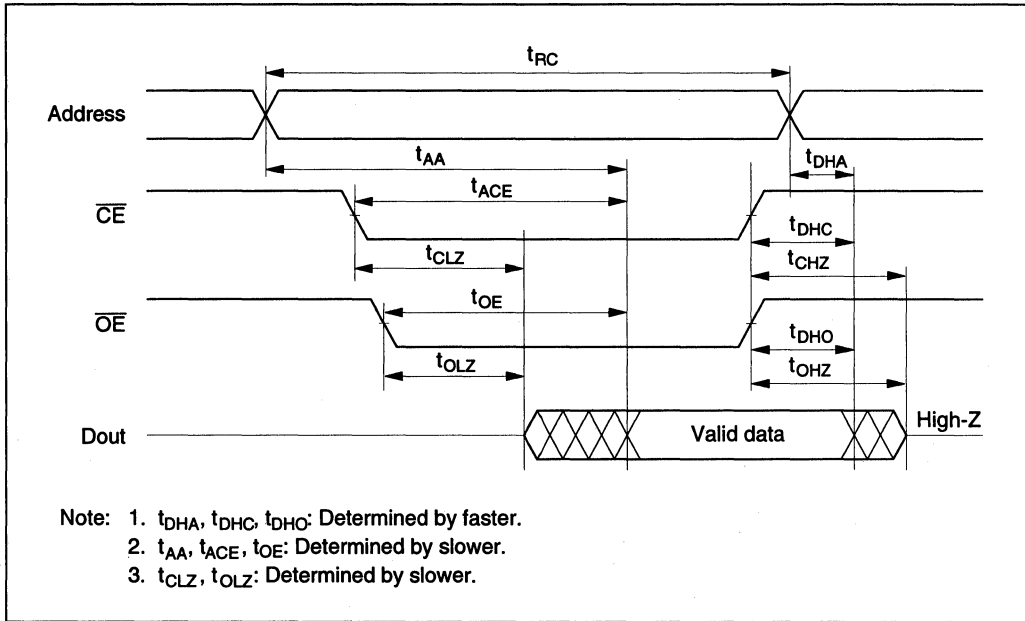 tRC
Address
tAA
tDHA
tACE
CE
tDHC
tCLZ
tCHZ
tOE
OE
tDHO
tOLZ
tOHZ
High-Z
Dout
Valid data
Note: 1. tDHA, tDHC, tDHO: Determined by faster.
2. tAA, tACE, tOE: Determined by slower.
3. tCLZ, tOLZ: Determined by slower.